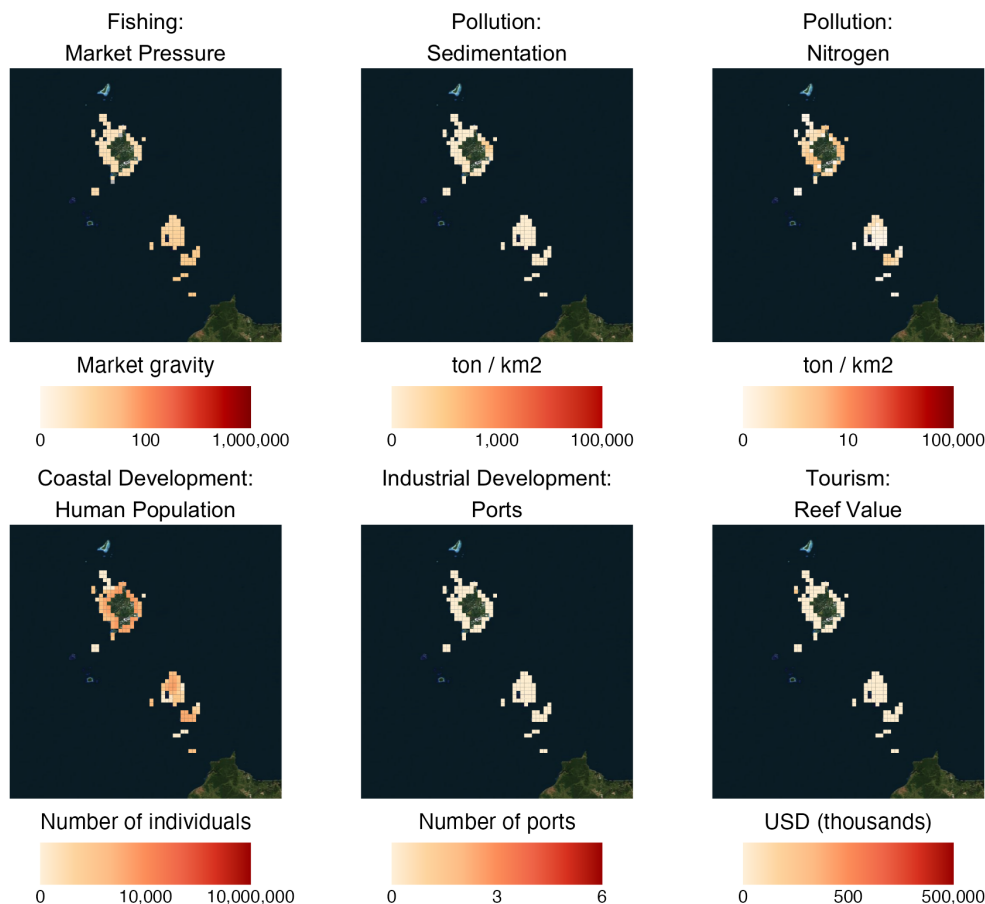 Fishing:
Market Pressure
Pollution:
Sedimentation
Pollution:
Nitrogen
Market gravity
0 100 1,000,000
ton / km2
0 1,000 100,000
ton / km2
0 10 100,000
Coastal Development:
Human Population
Industrial Development:
Ports
Tourism:
Reef Value
Number of individuals
0 10,000 10,000,000
Number of ports
0 3 6
USD (thousands)
0 500 500,000